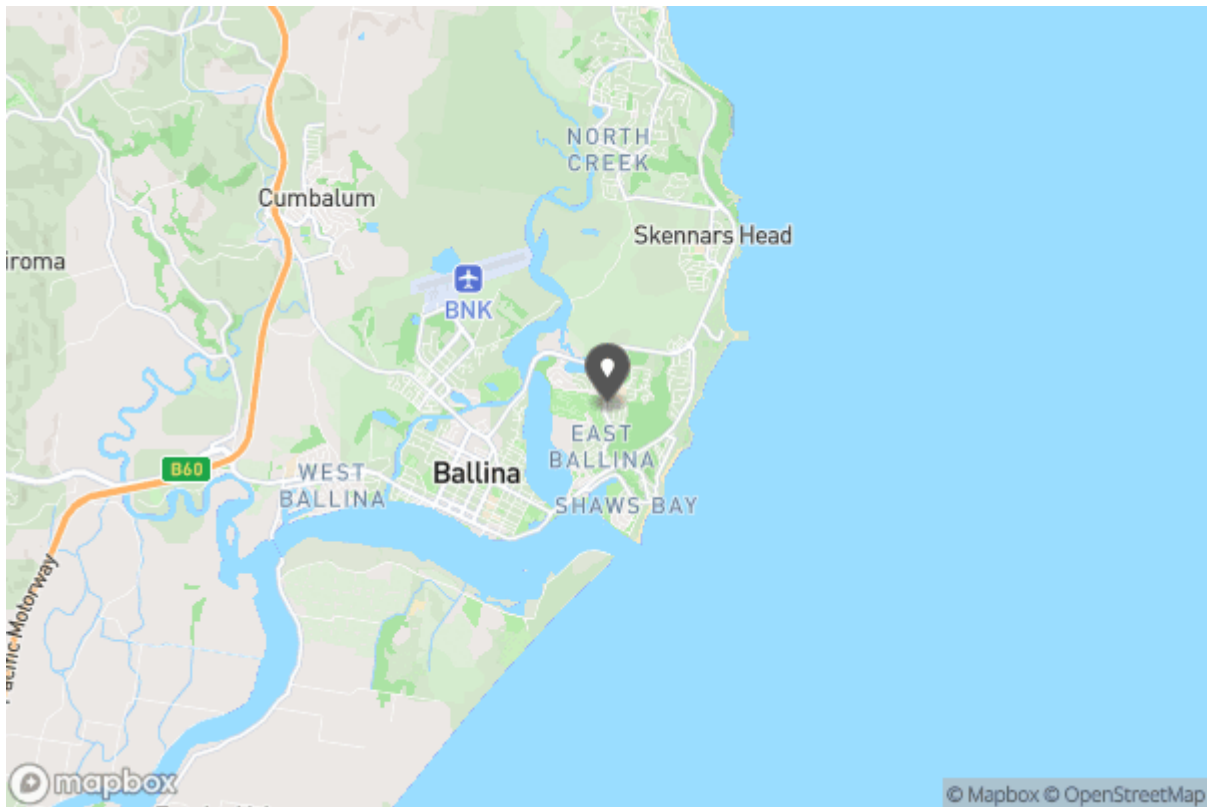 NORTH
CREEK
Cumbalum
Skennars Head
iroma
BNK
EAST
BALLINA
B60
WEST
BALLINA
Ballina
SHAWS BAY
Pacific Motorway
mapbox
© Mapbox © OpenStreetMap